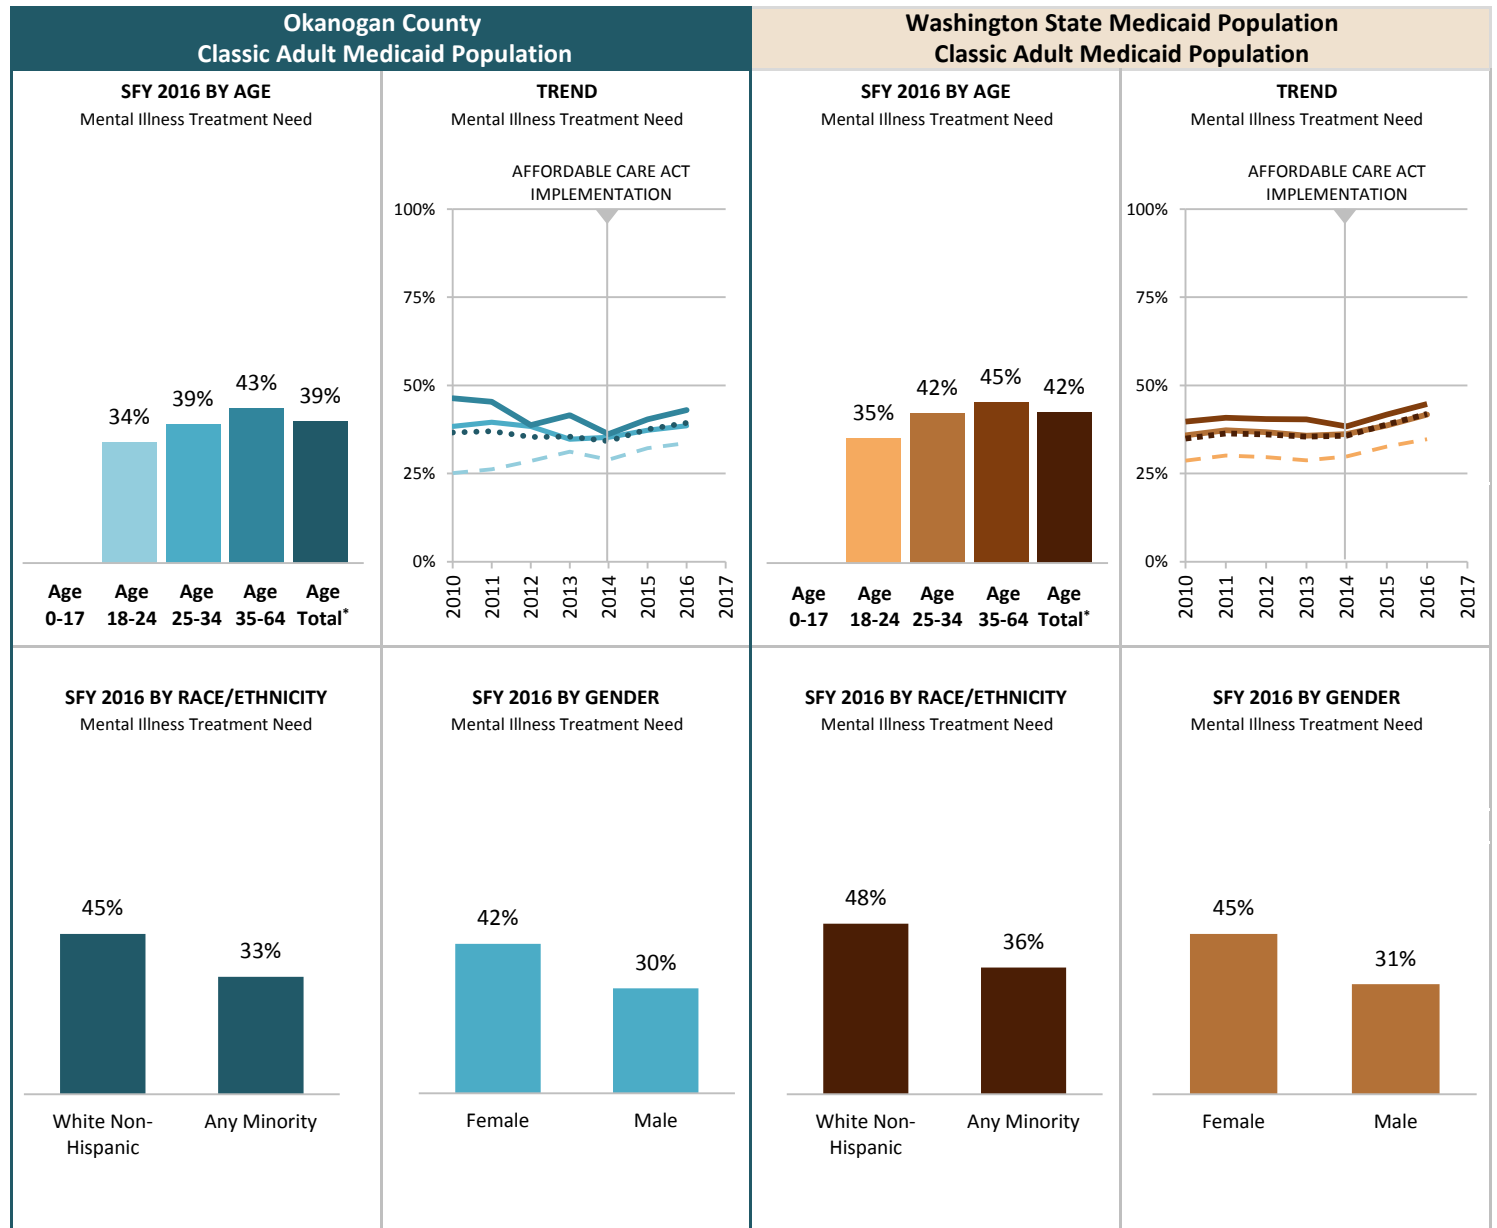 Okanogan County
Classic Adult Medicaid Population
Washington State Medicaid Population
Classic Adult Medicaid Population
SFY 2016 BY AGE
Mental Illness Treatment Need
34%
39%
43%
39%
Age Age Age Age Age
0-17 18-24 25-34 35-64 Total*
TREND
Mental Illness Treatment Need
AFFORDABLE CARE ACT
IMPLEMENTATION
100%
75%
50%
25%
0%
2010
2011
2012
2013
2014
2015
2016
2017
SFY 2016 BY AGE
Mental Illness Treatment Need
35%
42%
45%
42%
Age Age Age Age Age
0-17 18-24 25-34 35-64 Total*
TREND
Mental Illness Treatment Need
AFFORDABLE CARE ACT
IMPLEMENTATION
100%
75%
50%
25%
0%
2010
2011
2012
2013
2014
2015
2016
2017
SFY 2016 BY RACE/ETHNICITY
Mental Illness Treatment Need
45%
33%
White Non-
Hispanic
Any Minority
SFY 2016 BY GENDER
Mental Illness Treatment Need
42%
30%
Female
Male
SFY 2016 BY RACE/ETHNICITY
Mental Illness Treatment Need
48%
36%
White Non-
Hispanic
Any Minority
SFY 2016 BY GENDER
Mental Illness Treatment Need
45%
31%
Female
Male